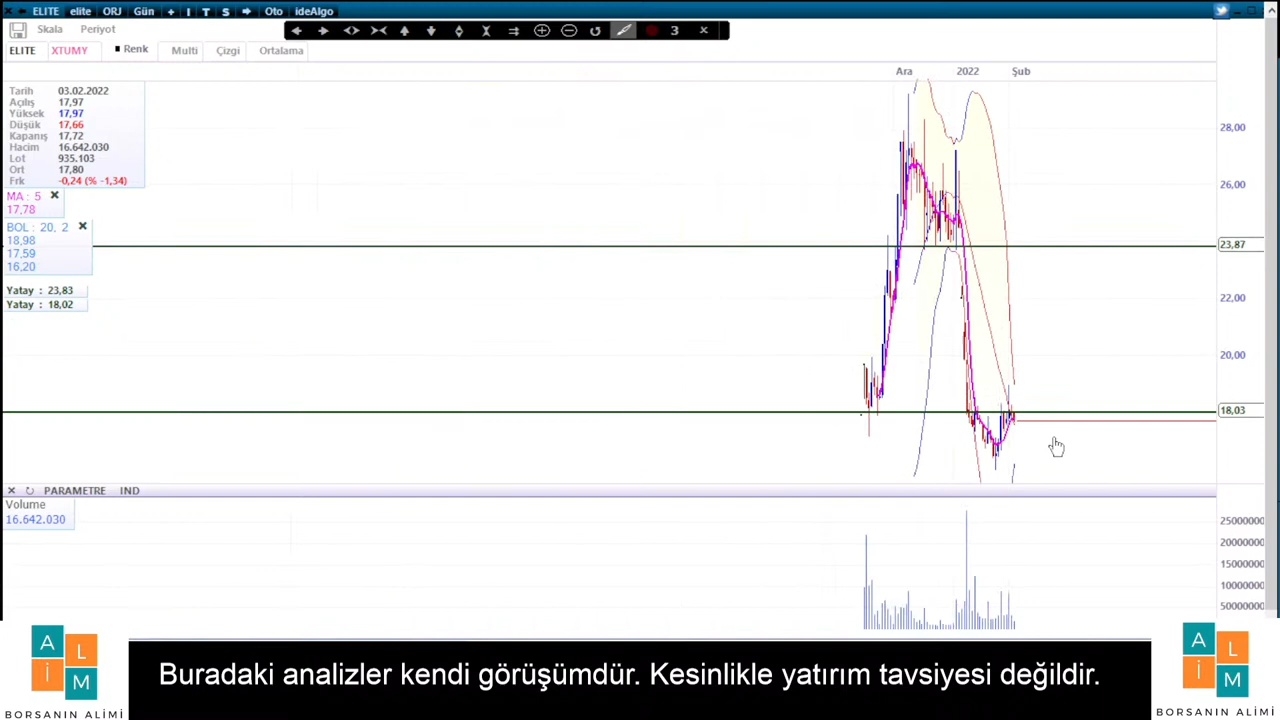 ELITE elite ORJ Gün + I T S Oto ideAlgo
Skala Periyot
3 x
ELITE XTUMY Renk Multi Çizgi Ortalama
Ara 2022 Şub
Tarih 03.02.2022
Açılış 17,97
Yüksek 17,97
Düşük 17,66
Kapanış 17,72
Hacim 16.642.030
Lot 935.103
Ort 17,80
Frk -0,24 (% -1,34)
MA : 5
17,78
BOL : 20, 2
18,98
17,59
16,20
Yatay : 23,83
Yatay : 18,02
28,00
26,00
23,87
22,00
20,00
18,03
PARAMETRE IND
Volume
16.642.030
25000000
20000000
15000000
10000000
50000000
A L
İ M
BORSANIN ALİMİ
Buradaki analizler kendi görüşümdür. Kesinlikle yatırım tavsiyesi değildir.
A L
İ M
BORSANIN ALİMİ